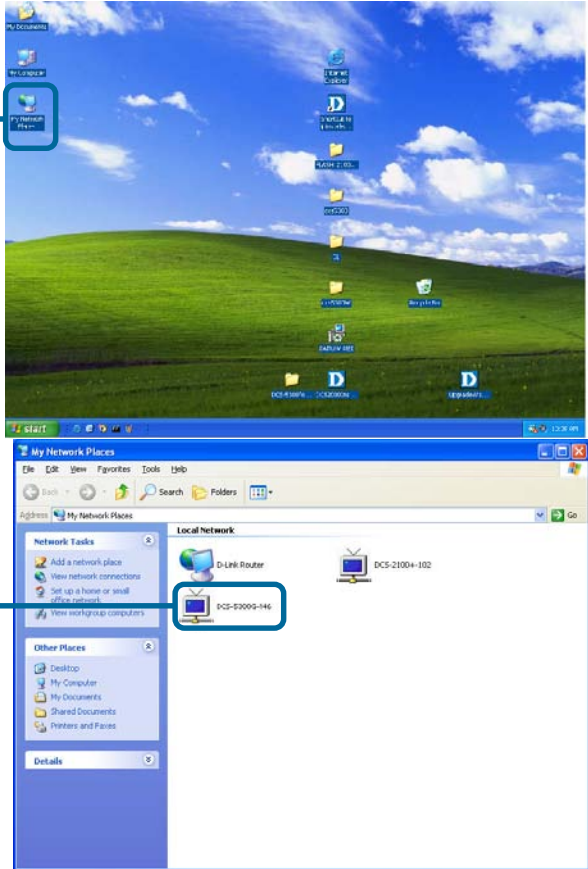 My Documents
My Computer
My Network
Places
Internet
Explorer
Recycle Bin
start
My Network Places
File Edit View Favorites Tools Help
Back Search Folders
Address My Network Places Go
Network Tasks
Add a network place
View network connections
Set up a home or small
office network
View workgroup computers
Other Places
Desktop
My Computer
My Documents
Shared Documents
Printers and Faxes
Details
Local Network
D-Link Router
DCS-2100+-102
DCS-5300G-146